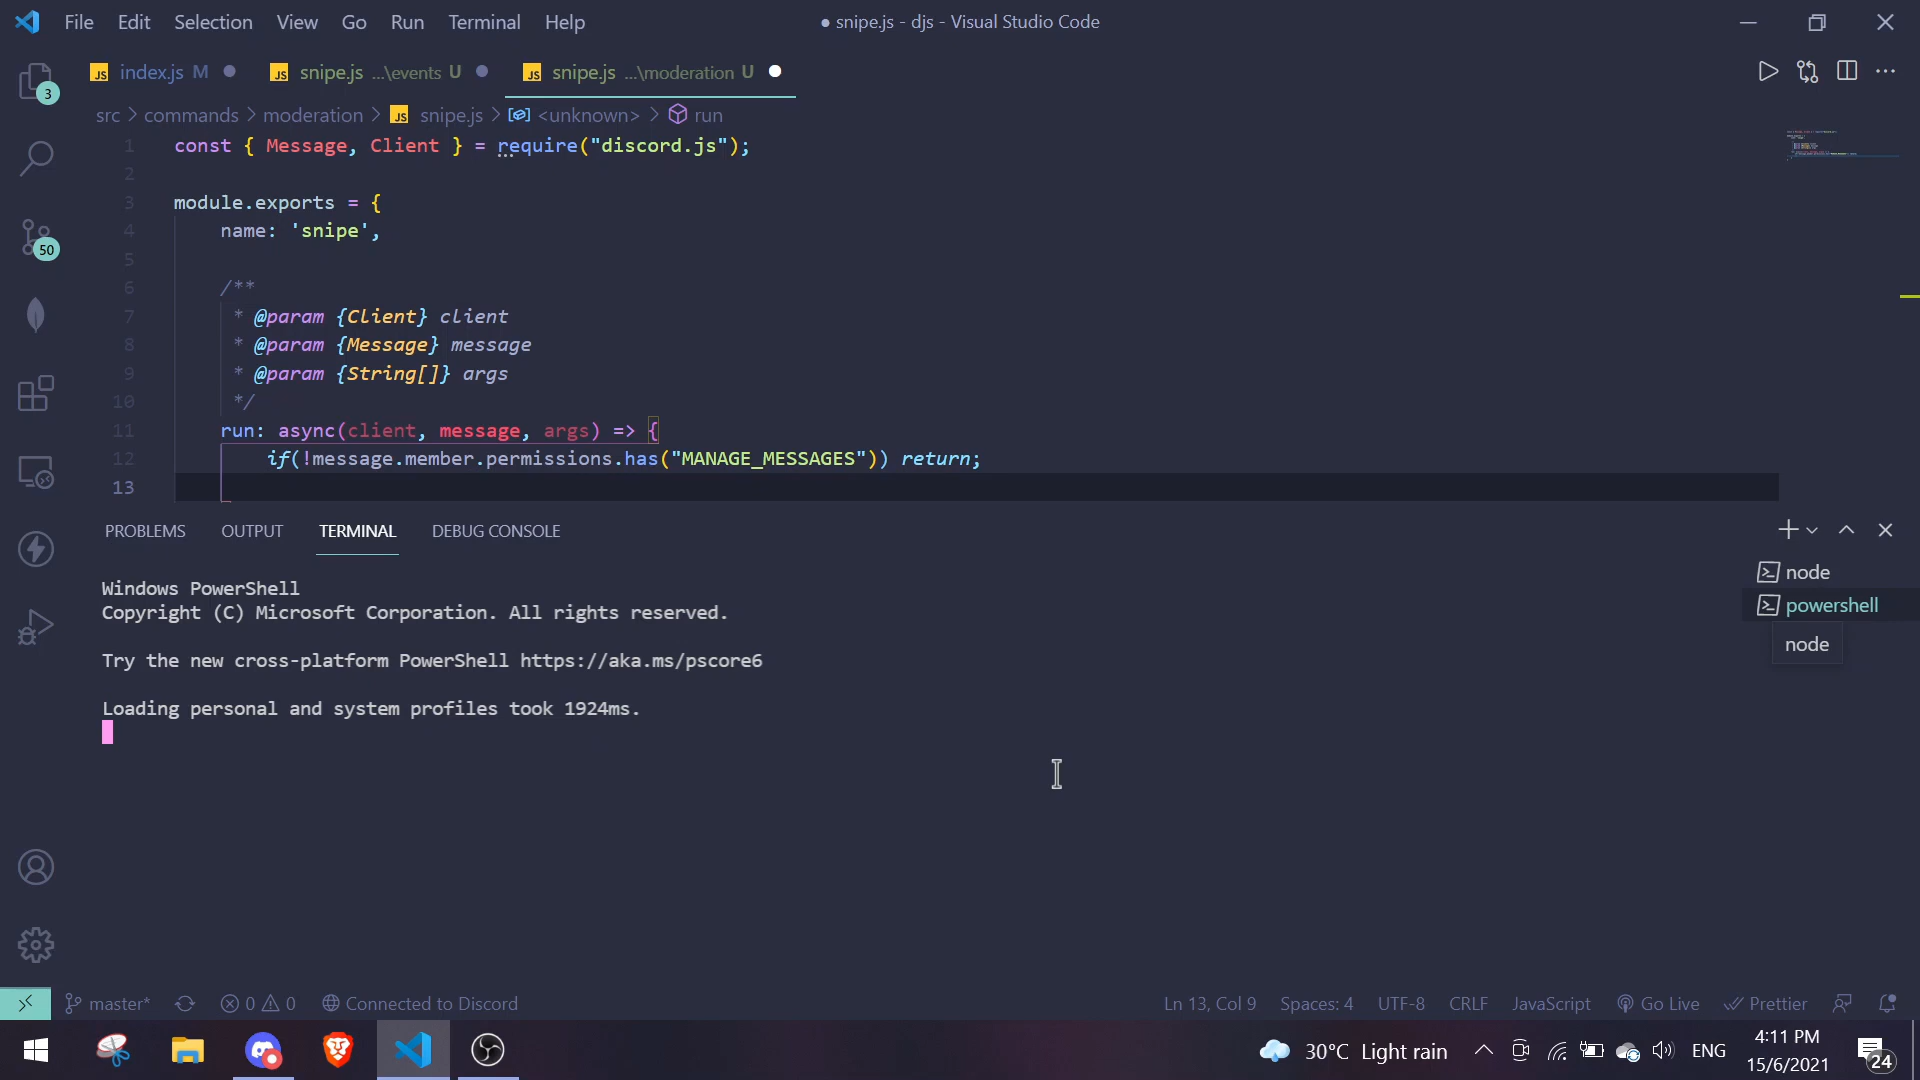 File Edit Selection View Go Run Terminal Help
● snipe.js - djs - Visual Studio Code
JS index.js M
JS snipe.js ...\events U
JS snipe.js ...\moderation U
src > commands > moderation > JS snipe.js > <unknown> > run
1 const { Message, Client } = require("discord.js");
2
3 module.exports = {
4 name: 'snipe',
5
6 /**
7 * @param {Client} client
8 * @param {Message} message
9 * @param {String[]} args
10 */
11 run: async(client, message, args) => {
12 if(!message.member.permissions.has("MANAGE_MESSAGES")) return;
13
3
50
PROBLEMS OUTPUT TERMINAL DEBUG CONSOLE
Windows PowerShell
Copyright (C) Microsoft Corporation. All rights reserved.
Try the new cross-platform PowerShell https://aka.ms/pscore6
Loading personal and system profiles took 1924ms.
node
powershell
node
master* 0 0 Connected to Discord
Ln 13, Col 9 Spaces: 4 UTF-8 CRLF JavaScript Go Live Prettier
30°C Light rain
ENG
4:11 PM
15/6/2021
24